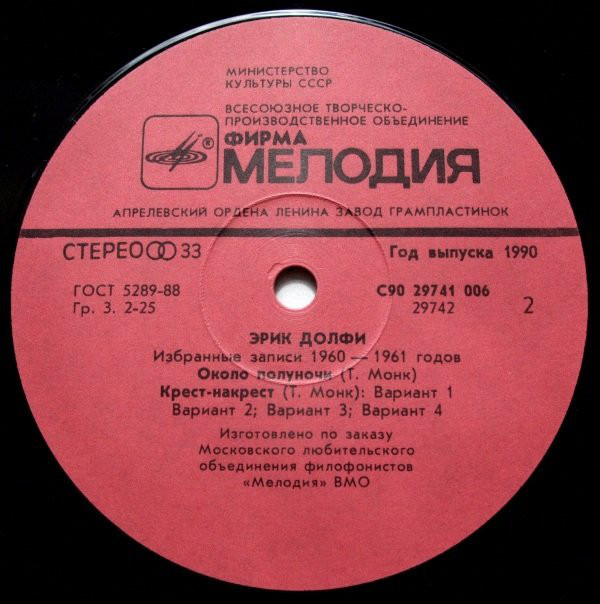 МИНИСТЕРСТВО
КУЛЬТУРЫ СССР
ВСЕСОЮЗНОЕ ТВОРЧЕСКО-
ПРОИЗВОДСТВЕННОЕ ОБЪЕДИНЕНИЕ
ФИРМА
® МЕЛОДИЯ
АПРЕЛЕВСКИЙ ОРДЕНА ЛЕНИНА ЗАВОД ГРАМПЛАСТИНОК
СТЕРЕО 33 Год выпуска 1990
ГОСТ 5289-88 С90 29741 006
Гр. 3. 2-25 29742 2
ЭРИК ДОЛФИ
Избранные записи 1960 — 1961 годов
Около полуночи (Т. Монк)
Крест-накрест (Т. Монк): Вариант 1
Вариант 2; Вариант 3; Вариант 4
Изготовлено по заказу
Московского любительского
объединения филофонистов
«Мелодия» ВМО